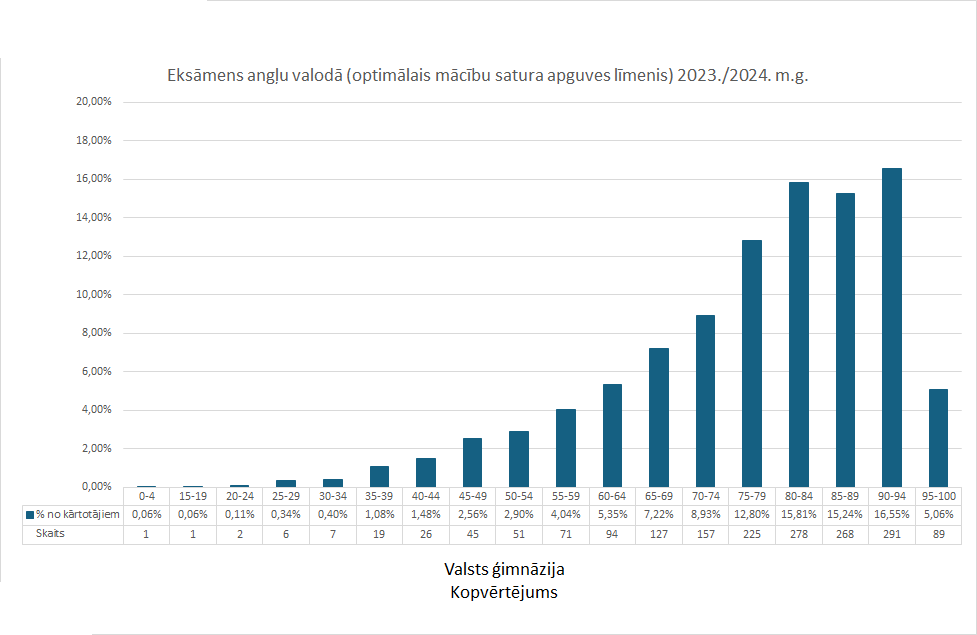 Eksāmens angļu valodā (optimālais mācību satura apguves līmenis) 2023./2024. m.g.
20,00%
18,00%
16,00%
14,00%
12,00%
10,00%
8,00%
6,00%
4,00%
2,00%
0,00%
0-4 15-19 20-24 25-29 30-34 35-39 40-44 45-49 50-54 55-59 60-64 65-69 70-74 75-79 80-84 85-89 90-94 95-100
% no kārtotājiem 0,06% 0,06% 0,11% 0,34% 0,40% 1,08% 1,48% 2,56% 2,90% 4,04% 5,35% 7,22% 8,93% 12,80% 15,81% 15,24% 16,55% 5,06%
Skaits 1 1 2 6 7 19 26 45 51 71 94 127 157 225 278 268 291 89
Valsts ģimnāzija
Kopvērtējums